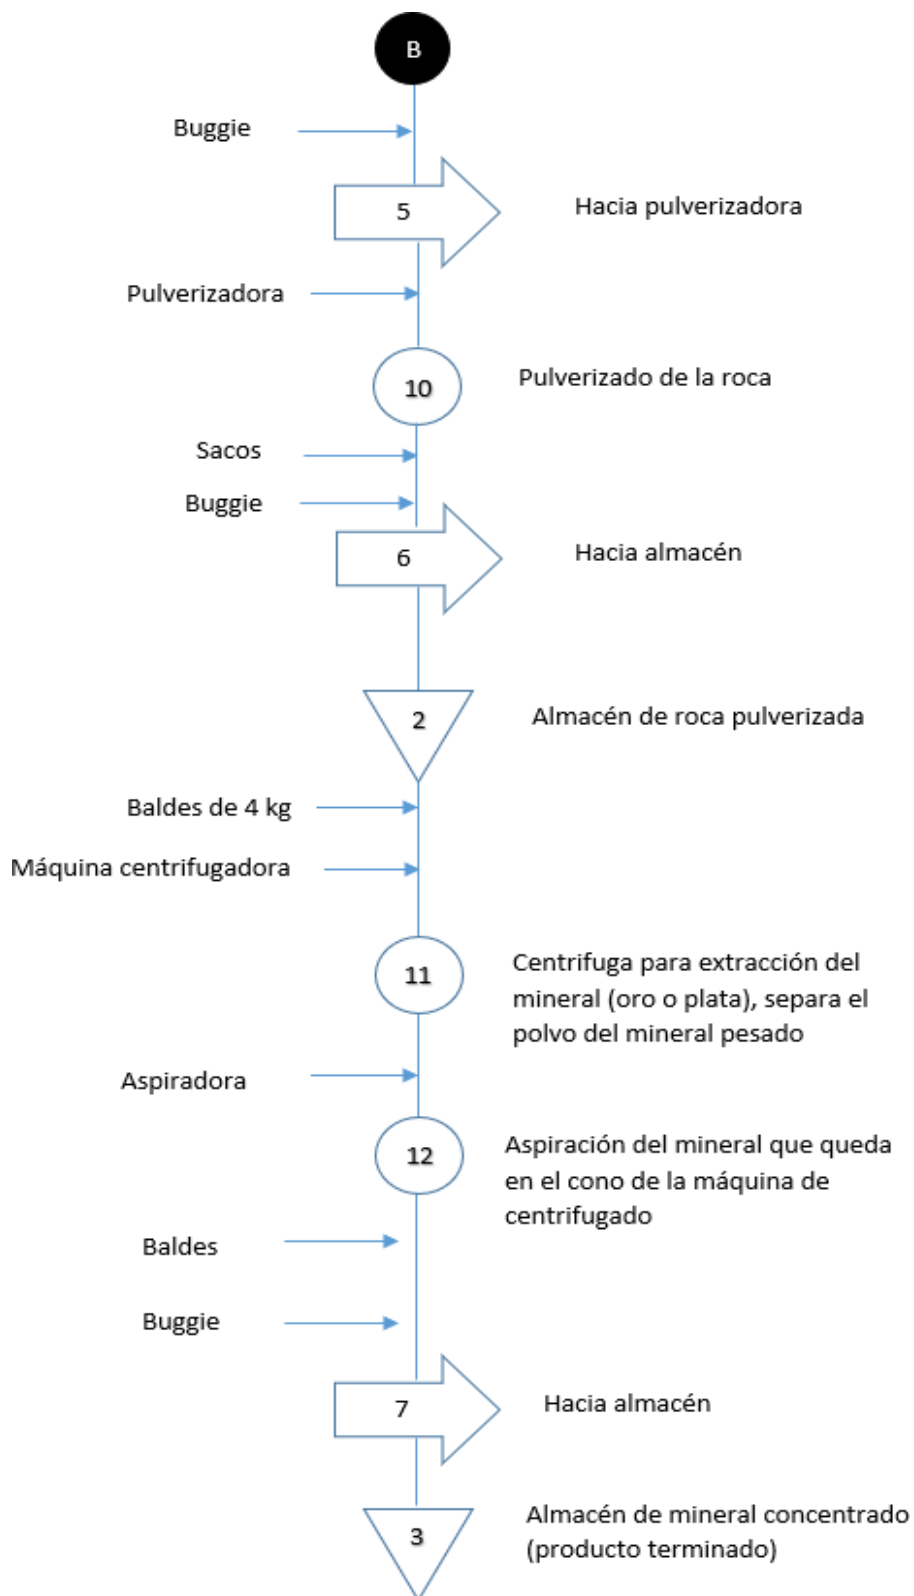 B
Buggie
5
Hacia pulverizadora
Pulverizadora
10
Pulverizado de la roca
Sacos
Buggie
6
Hacia almacén
2
Almacén de roca pulverizada
Baldes de 4 kg
Máquina centrifugadora
11
Centrifuga para extracción del
mineral (oro o plata), separa el
polvo del mineral pesado
Aspiradora
12
Aspiración del mineral que queda
en el cono de la máquina de
centrifugado
Baldes
Buggie
7
Hacia almacén
3
Almacén de mineral concentrado
(producto terminado)